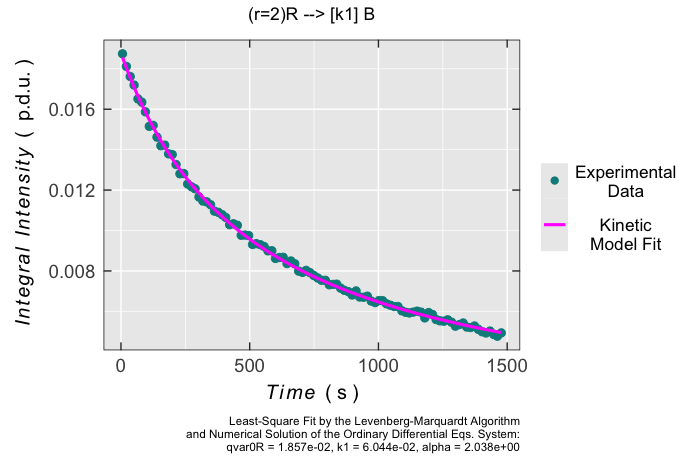 (r=2)R --> [k1] B
Integral Intensity ( p.d.u. )
0.016
0.012
0.008
0
500
1000
1500
Time ( s )
Experimental
Data
Kinetic
Model Fit
Least-Square Fit by the Levenberg-Marquardt Algorithm
and Numerical Solution of the Ordinary Differential Eqs. System:
qvar0R = 1.857e-02, k1 = 6.044e-02, alpha = 2.038e+00